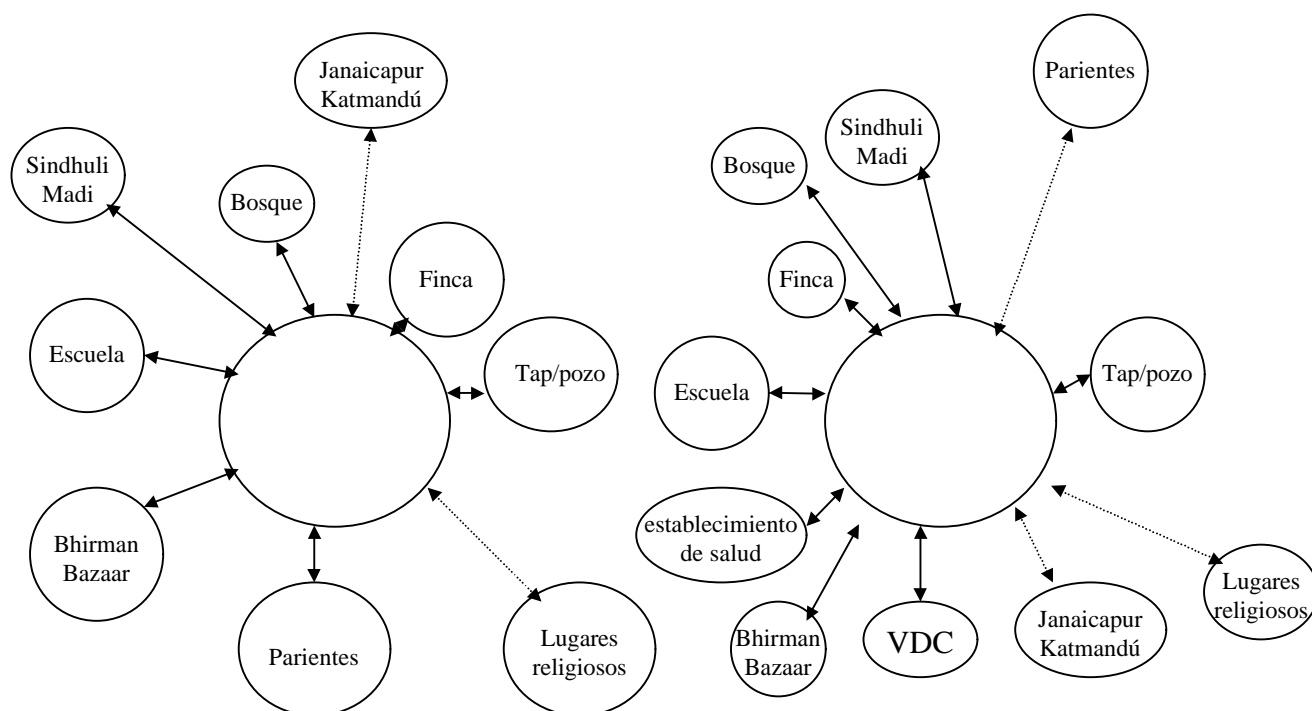 Janaicapur
Katmandú
Sindhuli
Madi
Bosque
Finca
Escuela
Tap/pozo
Bhirman
Bazaar
Parientes
Lugares
religiosos
Parientes
Sindhuli
Madi
Bosque
Finca
Escuela
Tap/pozo
establecimiento
de salud
Bhirman
Bazaar
VDC
Janaicapur
Katmandú
Lugares
religiosos